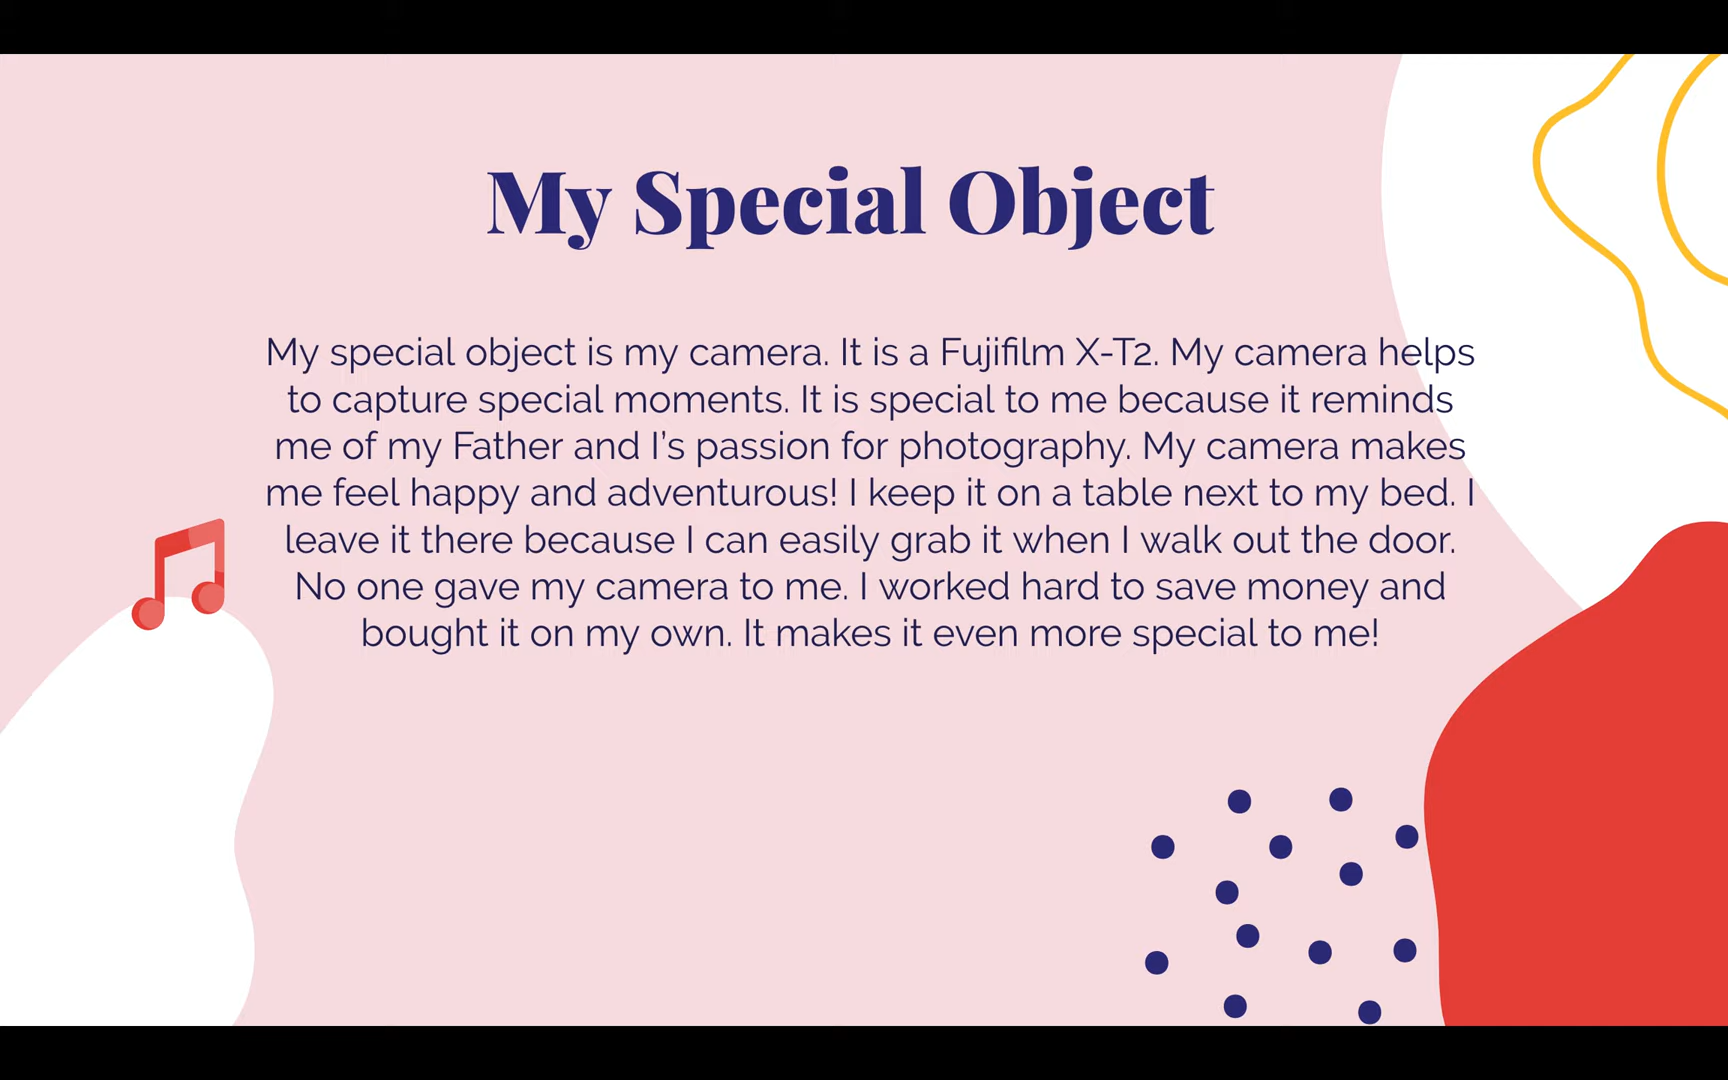 My Special Object
My special object is my camera. It is a Fujifilm X-T2. My camera helps
to capture special moments. It is special to me because it reminds
me of my Father and I’s passion for photography. My camera makes
me feel happy and adventurous! I keep it on a table next to my bed. I
leave it there because I can easily grab it when I walk out the door.
No one gave my camera to me. I worked hard to save money and
bought it on my own. It makes it even more special to me!